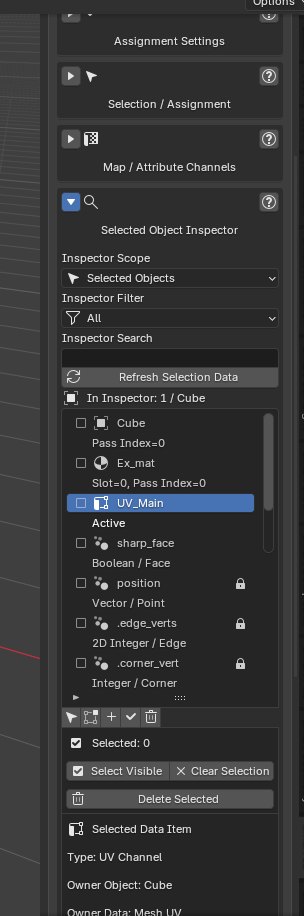 Options
Assignment Settings
Selection / Assignment
Map / Attribute Channels
Selected Object Inspector
Inspector Scope
Selected Objects
Inspector Filter
All
Inspector Search
Refresh Selection Data
In Inspector: 1 / Cube
Cube
Pass Index=0
Ex_mat
Slot=0, Pass Index=0
UV_Main
Active
sharp_face
Boolean / Face
position
Vector / Point
.edge_verts
2D Integer / Edge
.corner_vert
Integer / Corner
Selected: 0
Select Visible Clear Selection
Delete Selected
Selected Data Item
Type: UV Channel
Owner Object: Cube
Owner Data: Mesh UV